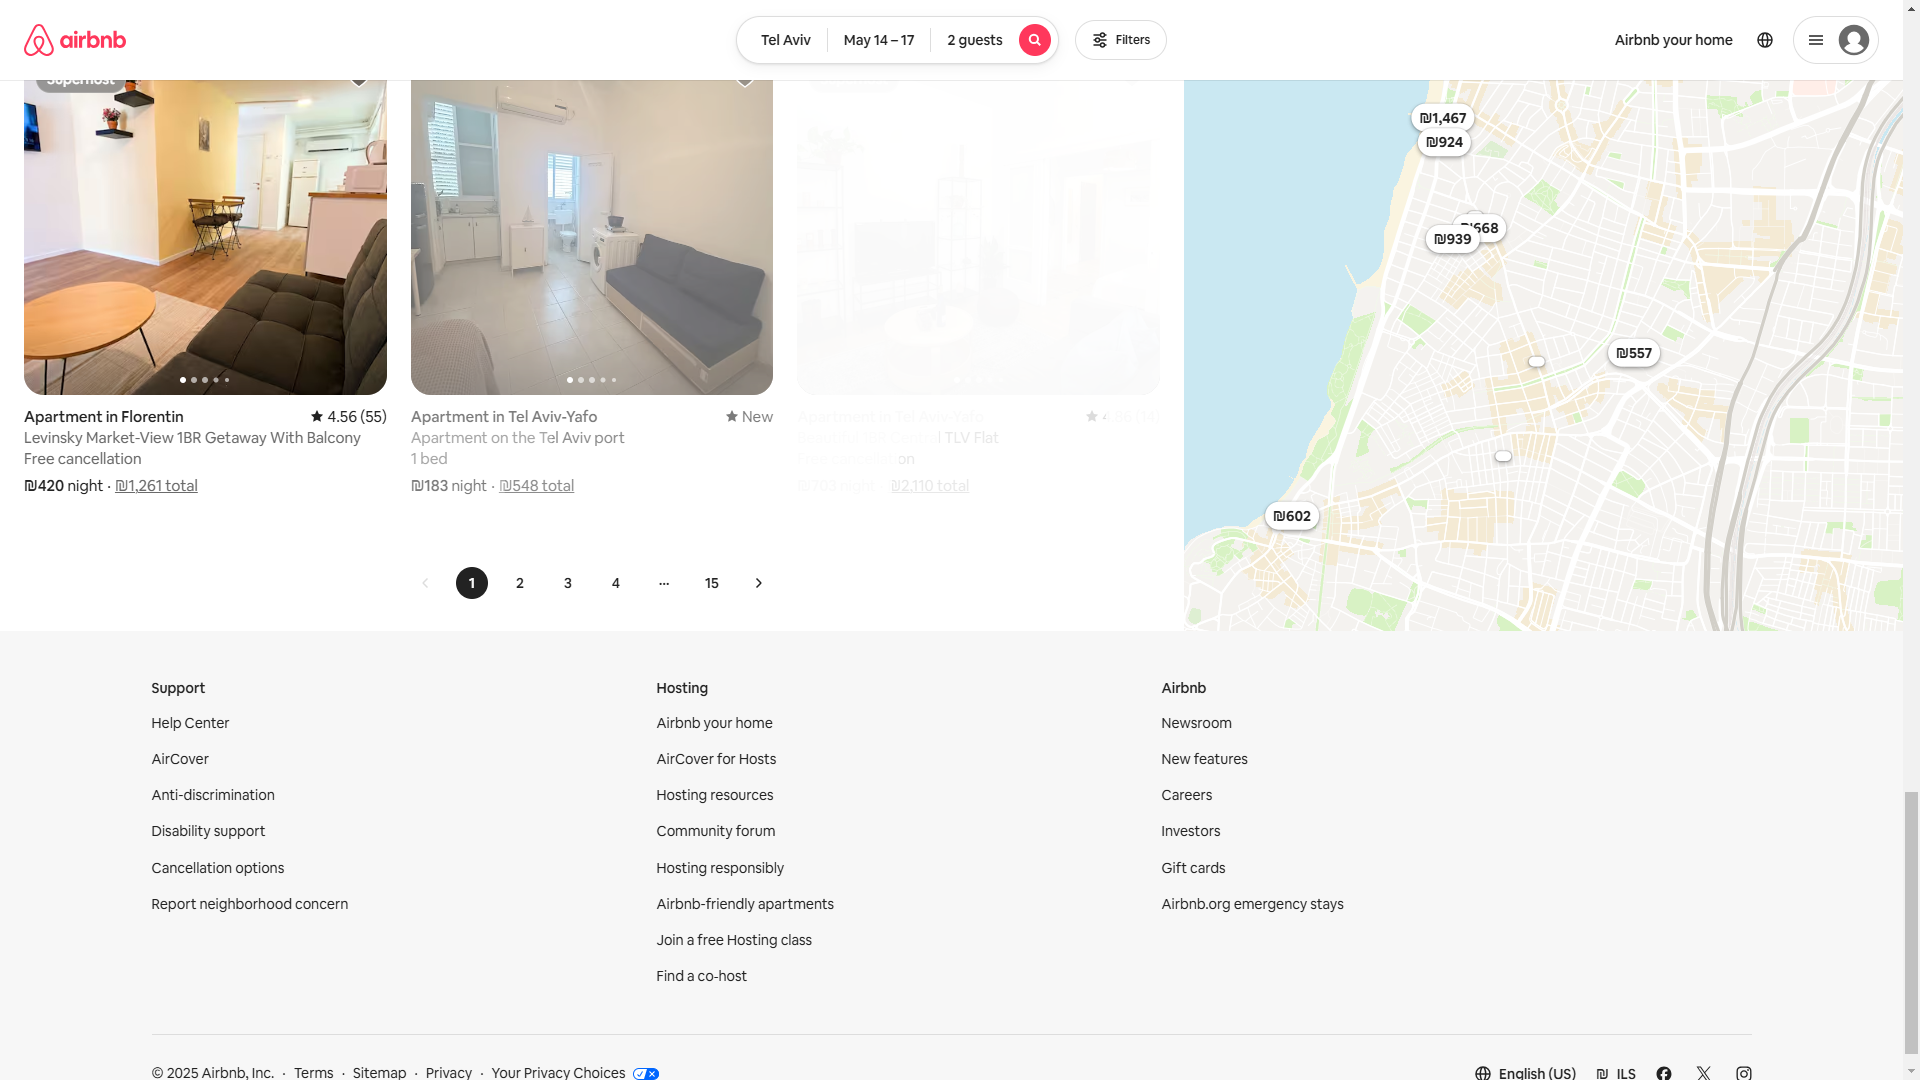 airbnb
Tel Aviv
May 14 – 17
2 guests
Filters
Airbnb your home
Superhost
Apartment in Florentin
4.56 (55)
Levinsky Market-View 1BR Getaway With Balcony
Free cancellation
₪420 night · ₪1,261 total
Apartment in Tel Aviv-Yafo
New
Apartment on the Tel Aviv port
1 bed
₪183 night · ₪548 total
Apartment in Tel Aviv-Yafo
TLV Flat
₪703 night · ₪2,110 total
₪1,467
₪924
₪668
₪939
₪557
₪602
1
2
3
4
...
15
Support
Help Center
AirCover
Anti-discrimination
Disability support
Cancellation options
Report neighborhood concern
Hosting
Airbnb your home
AirCover for Hosts
Hosting resources
Community forum
Hosting responsibly
Airbnb-friendly apartments
Join a free Hosting class
Find a co-host
Airbnb
Newsroom
New features
Careers
Investors
Gift cards
Airbnb.org emergency stays
© 2025 Airbnb, Inc. · Terms · Sitemap · Privacy · Your Privacy Choices
English (US)
₪ ILS